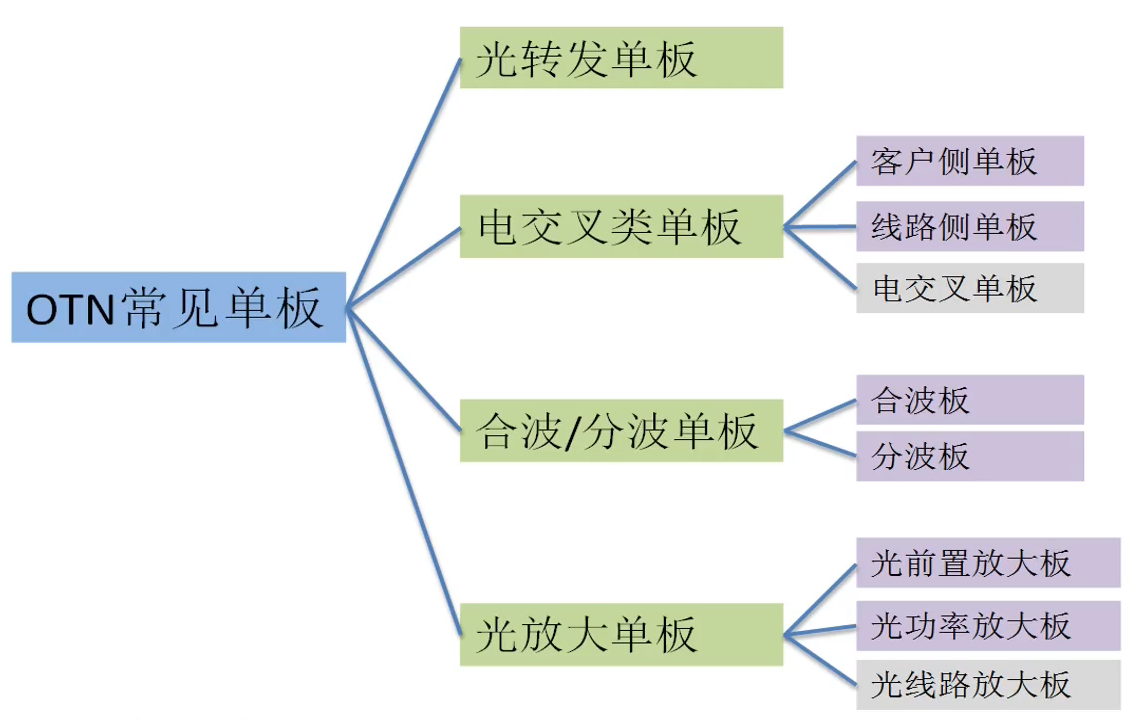 光转发单板
客户侧单板
电交叉类单板
线路侧单板
电交叉单板
OTN常见单板
合波板
合波/分波单板
分波板
光前置放大板
光放大单板
光功率放大板
光线路放大板